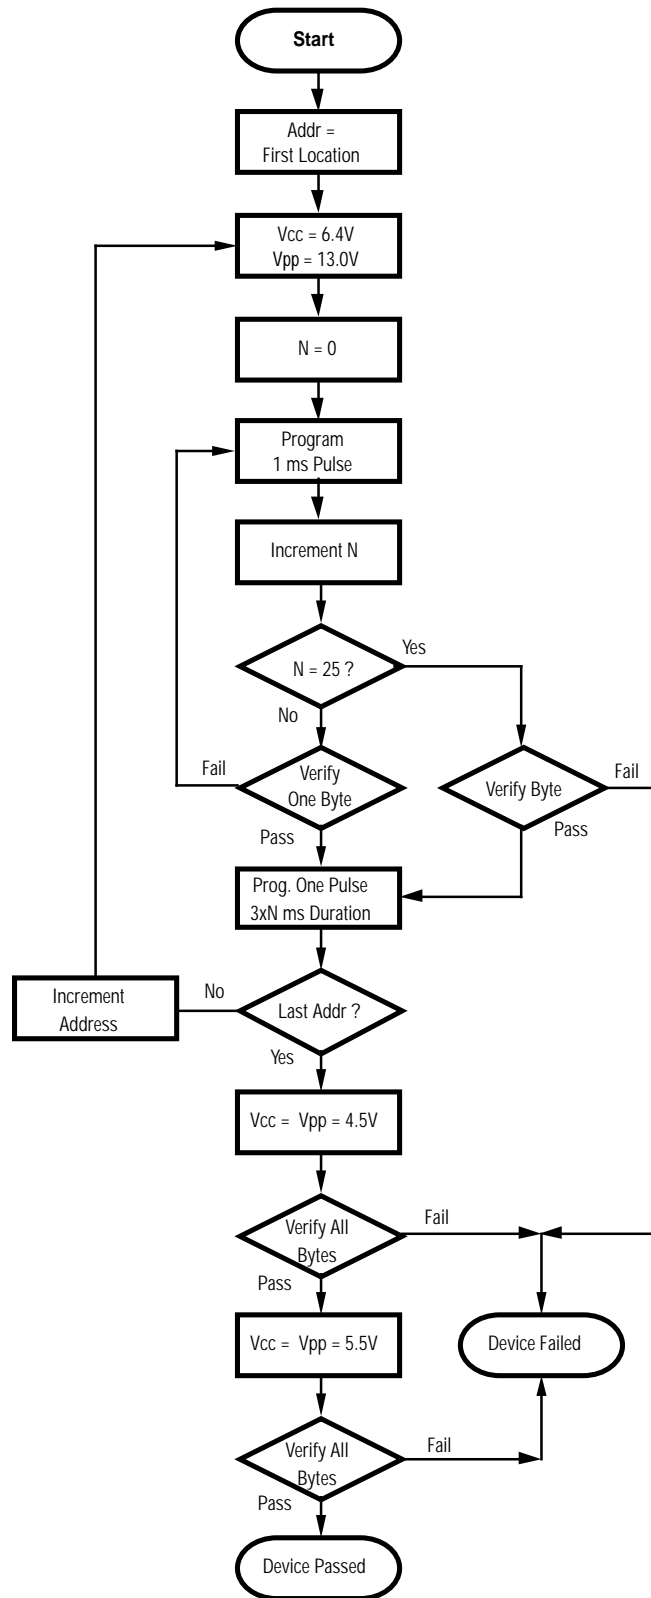 Start
Addr =
First Location
Vcc = 6.4V
Vpp = 13.0V
N = 0
Program
1 ms Pulse
Increment N
N = 25 ?
Yes
No
Fail
Verify
One Byte
Verify Byte
Fail
Pass
Pass
Prog. One Pulse
3xN ms Duration
Increment
Address
No
Last Addr ?
Yes
Vcc = Vpp = 4.5V
Verify All
Bytes
Fail
Pass
Vcc = Vpp = 5.5V
Device Failed
Verify All
Bytes
Fail
Pass
Device Passed